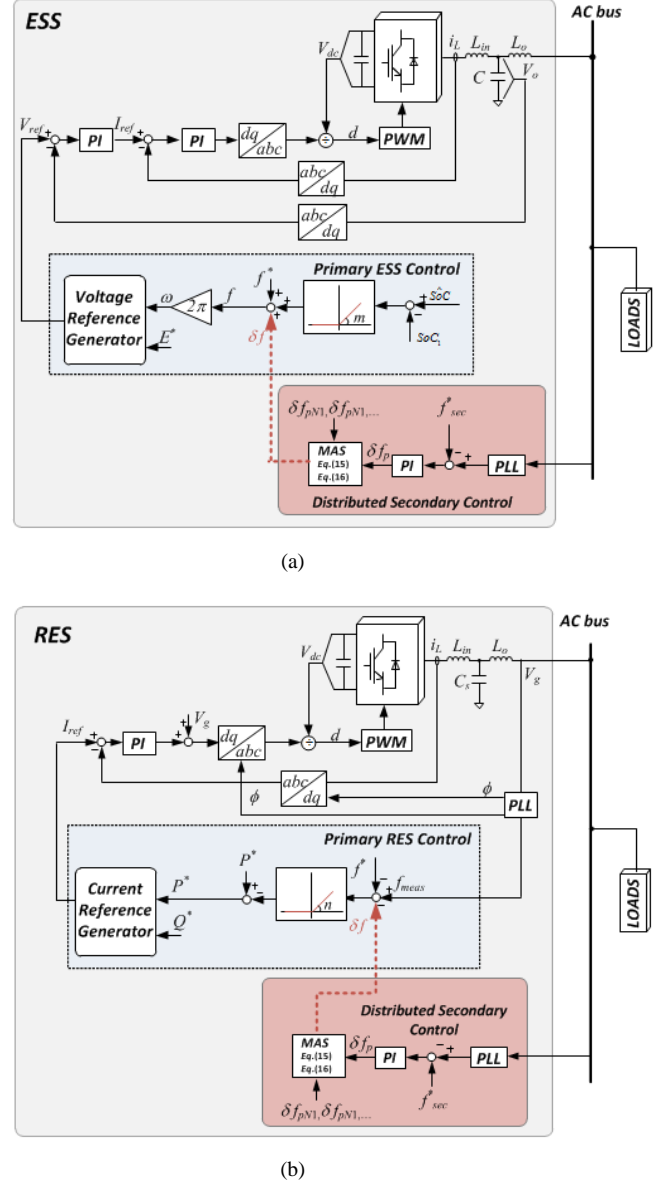 ESS
AC bus
V_dc
i_L
L_in
L_o
C
V_o
V_ref
PI
I_ref
PI
dq
abc
÷
d
PWM
abc
dq
abc
dq
Primary ESS Control
Voltage
Reference
Generator
ω
2π
f
f*
m
SôC
SoC_i
E*
δf
LOADS
δf_pN1, δf_pN1,...
f*_sec
MAS
Eq.(15)
Eq.(16)
δf_p
PI
PLL
Distributed Secondary Control
(a)
RES
AC bus
V_dc
i_L
L_in
L_o
C_s
V_g
I_ref
PI
V_g
dq
abc
÷
d
PWM
ϕ
abc
dq
ϕ
PLL
Primary RES Control
Current
Reference
Generator
P*
P*
n
f*
f_meas
Q*
δf
LOADS
Distributed Secondary
Control
MAS
Eq.(15)
Eq.(16)
δf_p
PI
PLL
δf_pN1, δf_pN1,...
f*_sec
(b)